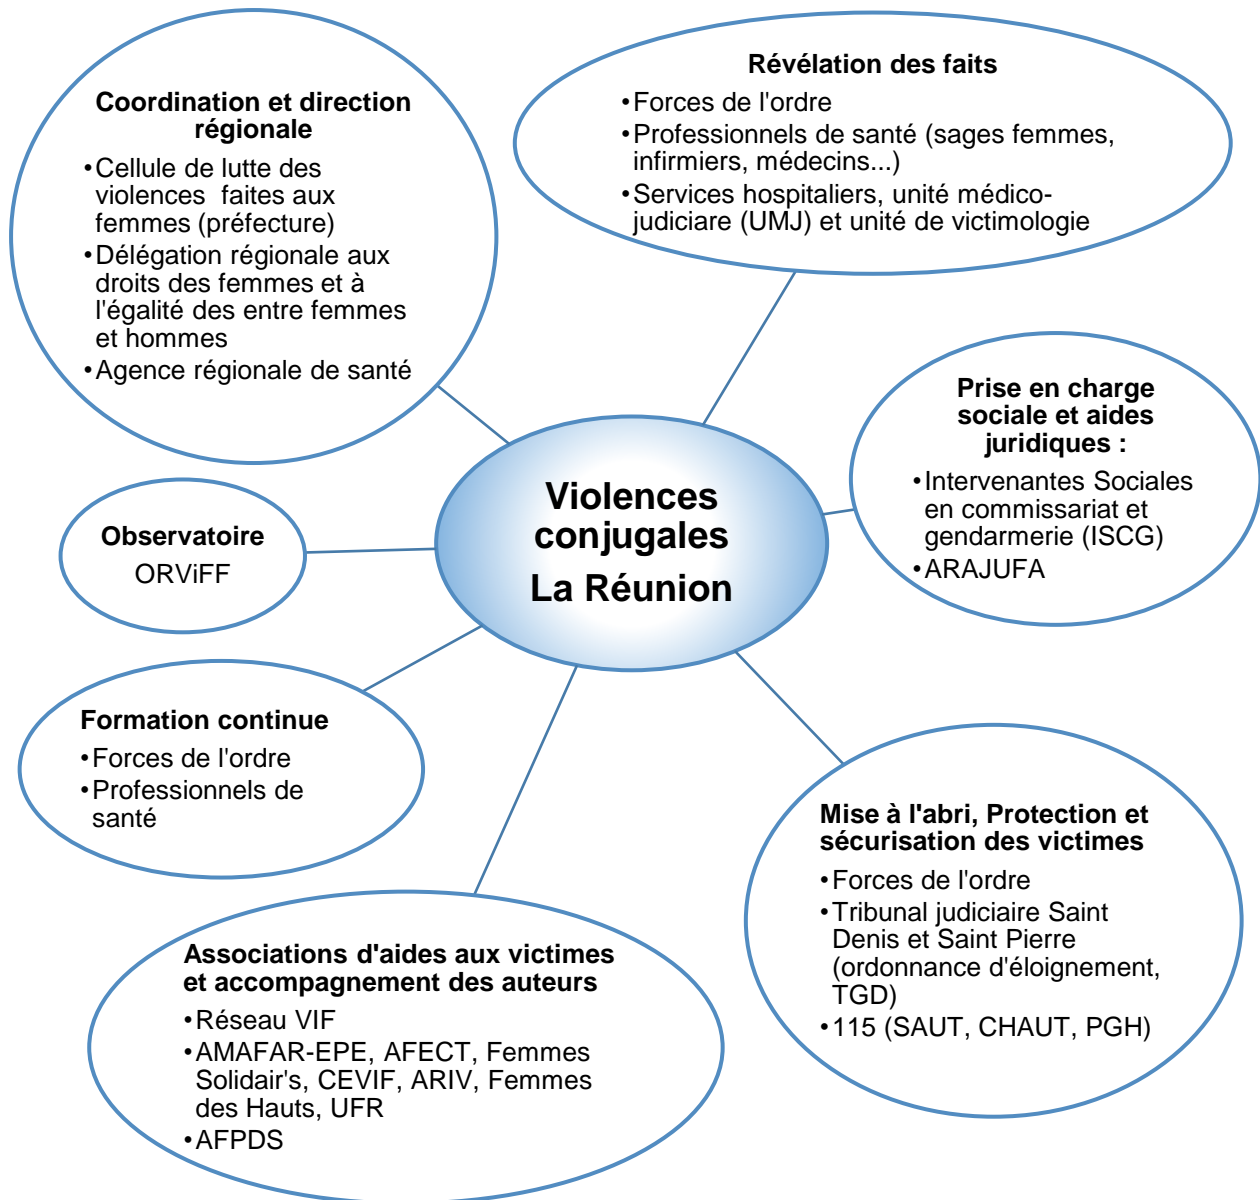 Coordination et direction
régionale
•Cellule de lutte des
violences  faites aux
femmes (préfecture)
•Délégation régionale aux
droits des femmes et à
l'égalité des entre femmes
et hommes
•Agence régionale de santé
Révélation des faits
•Forces de l'ordre
•Professionnels de santé (sages femmes,
infirmiers, médecins...)
•Services hospitaliers, unité médico-
judiciare (UMJ) et unité de victimologie
Prise en charge
sociale et aides
juridiques :
•Intervenantes Sociales
en commissariat et
gendarmerie (ISCG)
•ARAJUFA
Violences
conjugales
La Réunion
Observatoire
ORViFF
Formation continue
•Forces de l'ordre
•Professionnels de
santé
Mise à l'abri, Protection et
sécurisation des victimes
•Forces de l'ordre
•Tribunal judiciaire Saint
Denis et Saint Pierre
(ordonnance d'éloignement,
TGD)
•115 (SAUT, CHAUT, PGH)
Associations d'aides aux victimes
et accompagnement des auteurs
•Réseau VIF
•AMAFAR-EPE, AFECT, Femmes
Solidair's, CEVIF, ARIV, Femmes
des Hauts, UFR
•AFPDS